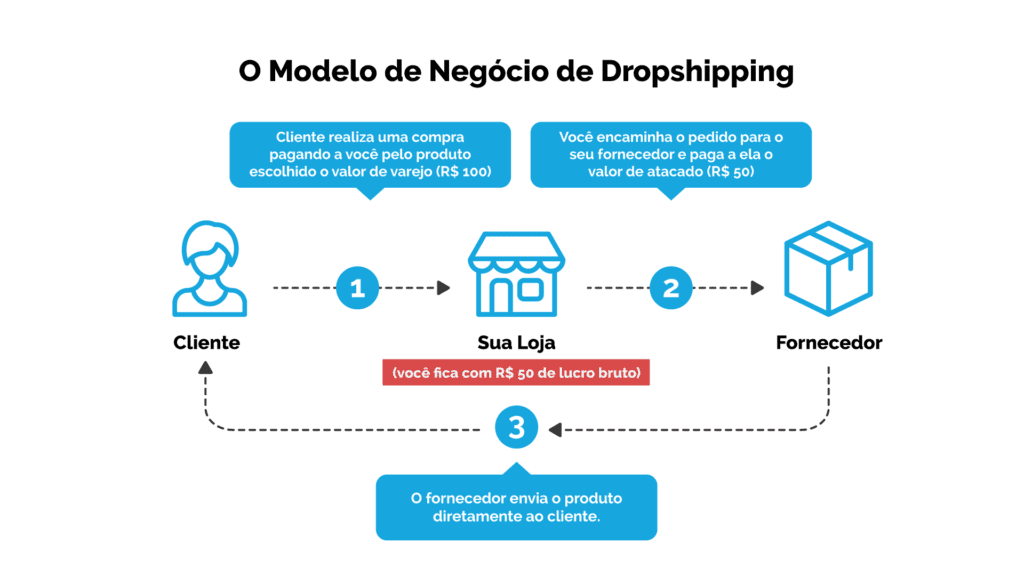 O Modelo de Negócio de Dropshipping
Cliente realiza uma compra
pagando a você pelo produto
escolhido o valor de varejo (R$ 100)
Você encaminha o pedido para o
seu fornecedor e paga a ela o
valor de atacado (R$ 50)
1
2
Cliente
Sua Loja
Fornecedor
(você fica com R$ 50 de lucro bruto)
3
O fornecedor envia o produto
diretamente ao cliente.